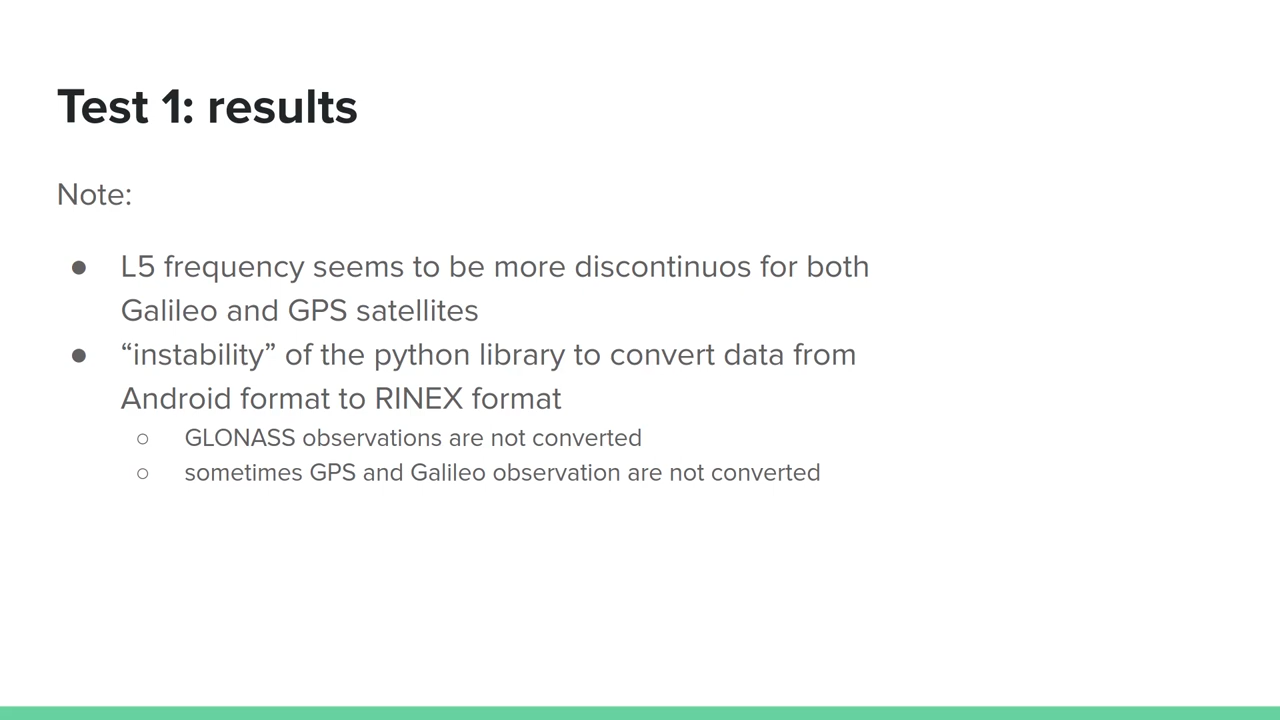 Test 1: results
Note:
● L5 frequency seems to be more discontinuos for both
Galileo and GPS satellites
● “instability” of the python library to convert data from
Android format to RINEX format
○ GLONASS observations are not converted
○ sometimes GPS and Galileo observation are not converted